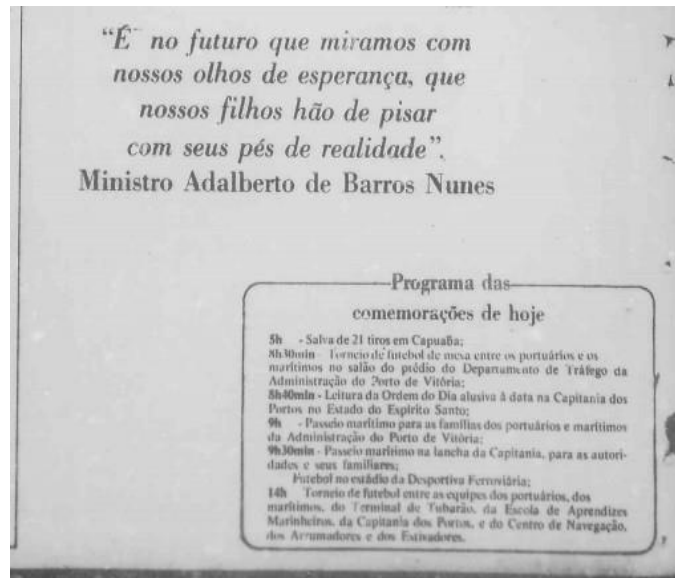 “É no futuro que miramos com
nossos olhos de esperança, que
nossos filhos hão de pisar
com seus pés de realidade”.
Ministro Adalberto de Barros Nunes
Programa das
comemorações de hoje
5h - Salva de 21 tiros em Capuaba;
8h30min - Torneio de futebol de mesa entre os portuários e os
marítimos no salão do prédio do Departamento de Tráfego da
Administração do Porto de Vitória;
8h40min - Leitura da Ordem do Dia alusiva à data na Capitania dos
Portos no Estado do Espírito Santo;
9h - Passeio marítimo para as famílias dos portuários e marítimos
da Administração do Porto de Vitória;
9h30min - Passeio marítimo na lancha da Capitania, para as autori-
dades e seus familiares;
Futebol no estádio da Desportiva Ferroviária;
14h Torneio de futebol entre as equipes dos portuários, dos
marítimos, do Terminal de Tubarão, da Escola de Aprendizes
Marinheiros, da Capitania dos Portos, e do Centro de Navegação,
dos Arrumadores e dos Estivadores.